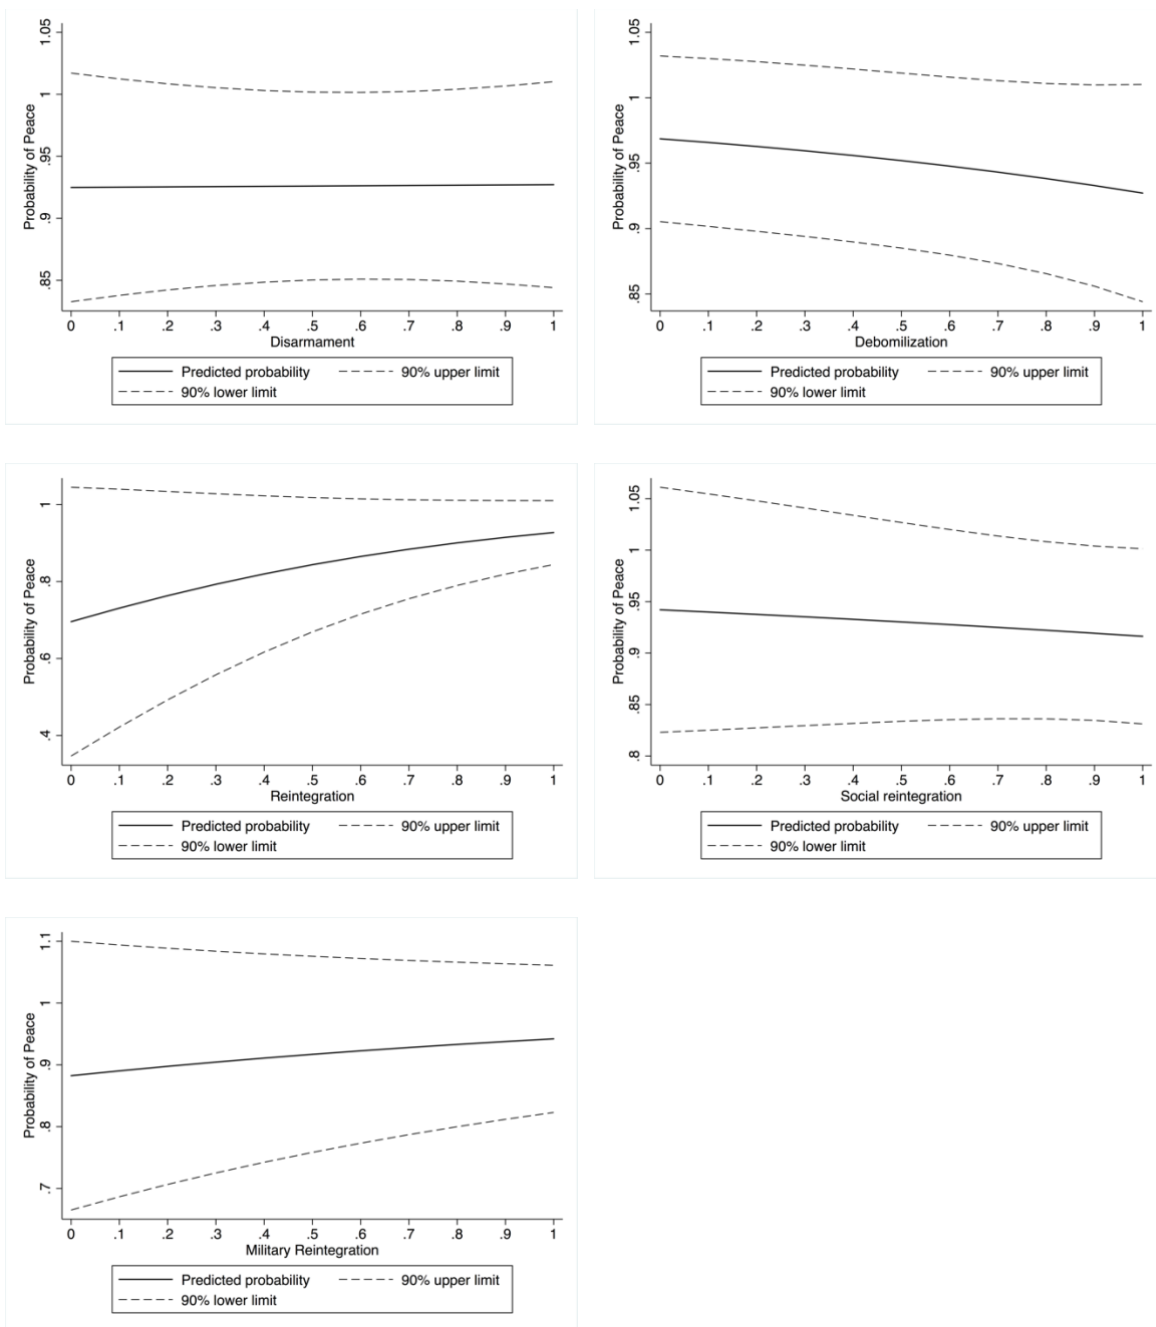 Probability of Peace
1.05
1
.95
.9
.85
0 .1 .2 .3 .4 .5 .6 .7 .8 .9 1
Disarmament
Predicted probability 90% upper limit
90% lower limit
Probability of Peace
1.05
1
.95
.9
.85
0 .1 .2 .3 .4 .5 .6 .7 .8 .9 1
Debomilization
Predicted probability 90% upper limit
90% lower limit
Probability of Peace
1
.8
.6
.4
0 .1 .2 .3 .4 .5 .6 .7 .8 .9 1
Reintegration
Predicted probability 90% upper limit
90% lower limit
Probability of Peace
1.05
1
.95
.9
.85
.8
0 .1 .2 .3 .4 .5 .6 .7 .8 .9 1
Social reintegration
Predicted probability 90% upper limit
90% lower limit
Probability of Peace
1.1
1
.9
.8
.7
0 .1 .2 .3 .4 .5 .6 .7 .8 .9 1
Military Reintegration
Predicted probability 90% upper limit
90% lower limit